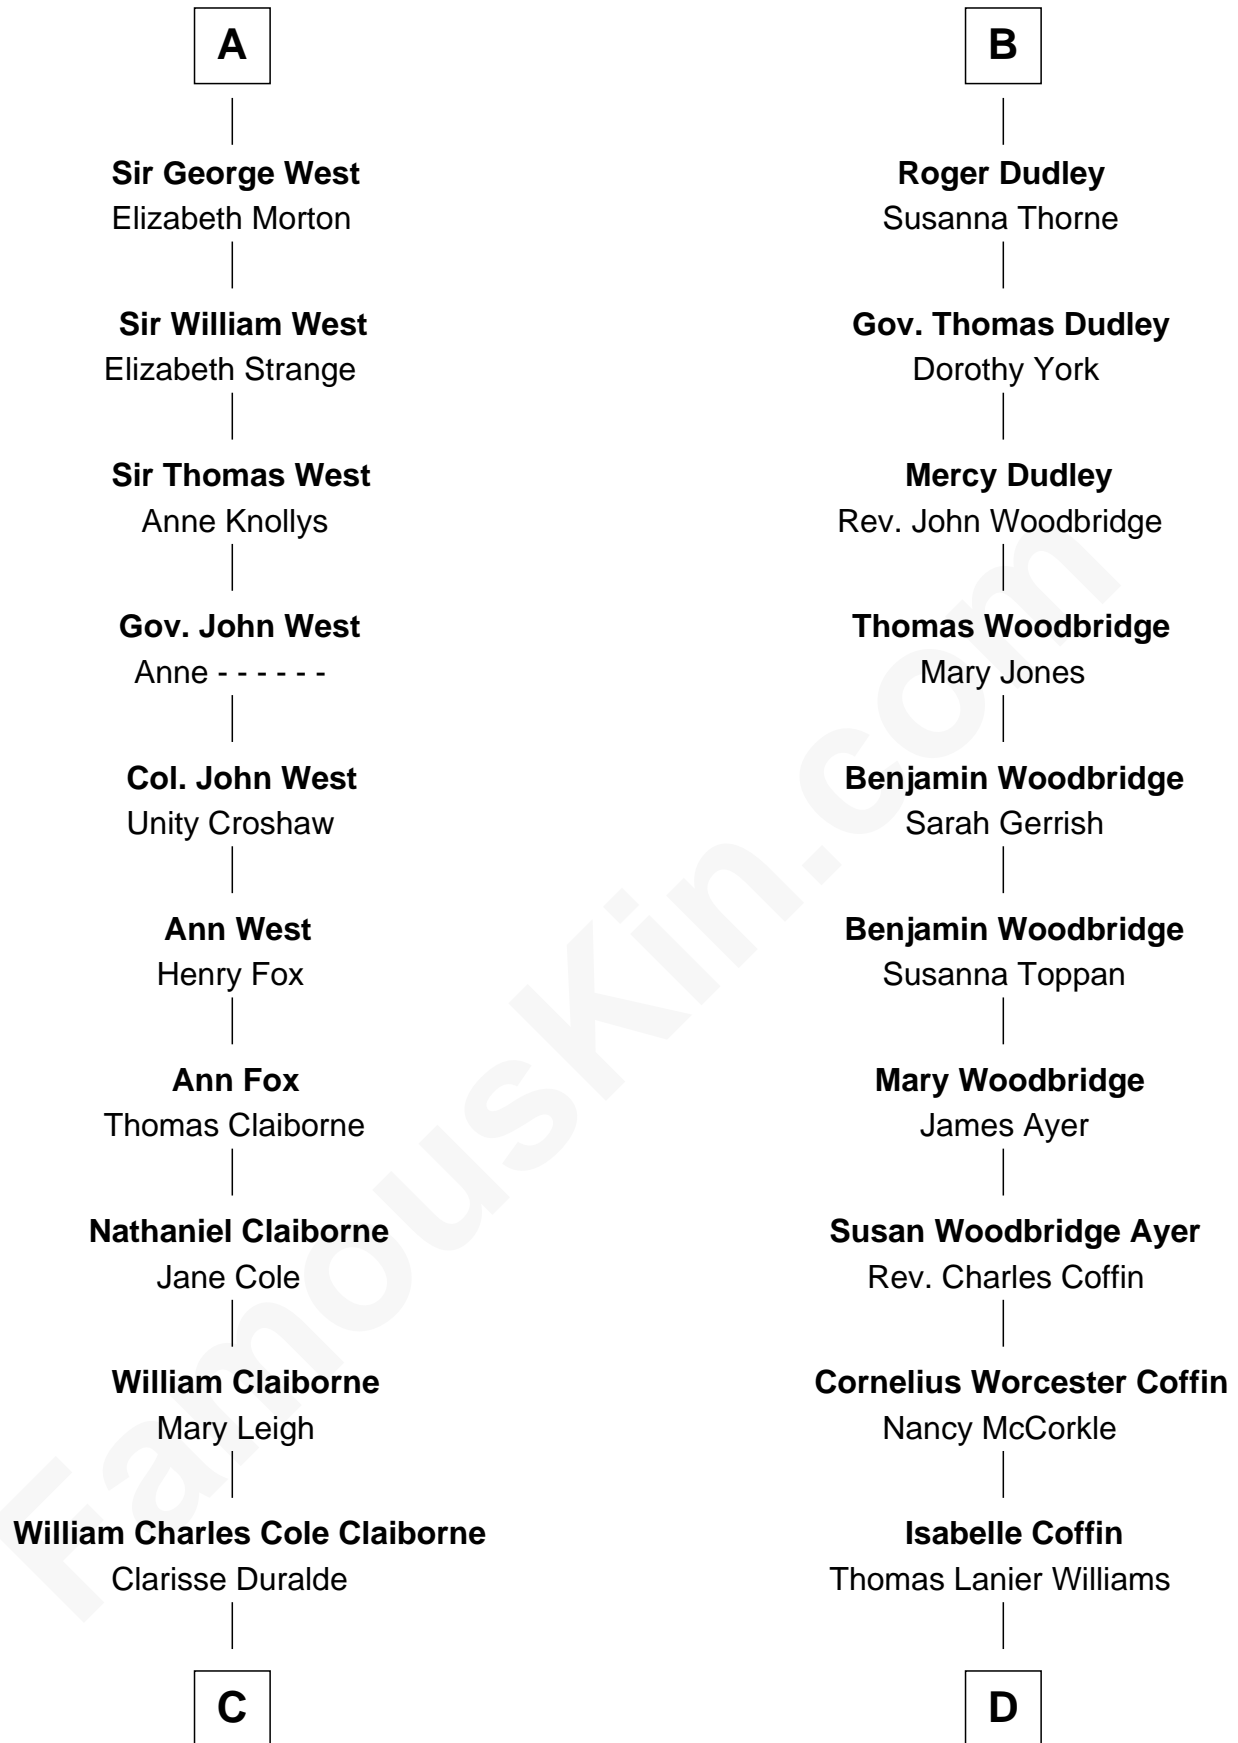 A
Sir George West
Elizabeth Morton
Sir William West
Elizabeth Strange
Sir Thomas West
Anne Knollys
Gov. John West
Anne - - - - - -
Col. John West
Unity Croshaw
Ann West
Henry Fox
Ann Fox
Thomas Claiborne
Nathaniel Claiborne
Jane Cole
William Claiborne
Mary Leigh
William Charles Cole Claiborne
Clarisse Duralde
C
B
Roger Dudley
Susanna Thorne
Gov. Thomas Dudley
Dorothy York
Mercy Dudley
Rev. John Woodbridge
Thomas Woodbridge
Mary Jones
Benjamin Woodbridge
Sarah Gerrish
Benjamin Woodbridge
Susanna Toppan
Mary Woodbridge
James Ayer
Susan Woodbridge Ayer
Rev. Charles Coffin
Cornelius Worcester Coffin
Nancy McCorkle
Isabelle Coffin
Thomas Lanier Williams
D
FamousKin.com